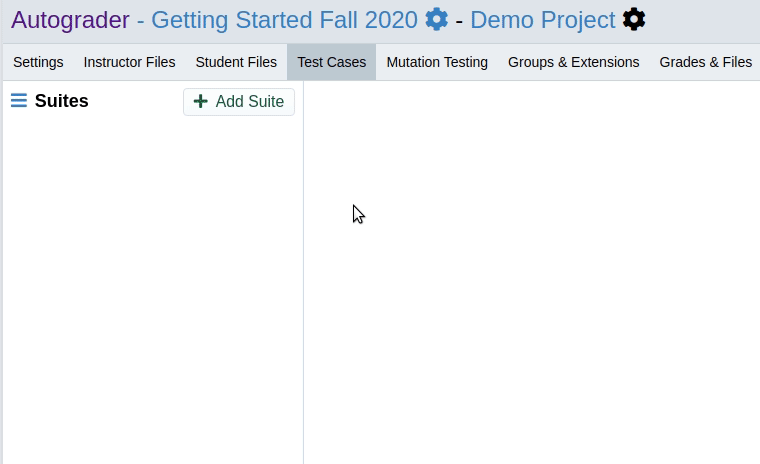 Autograder - Getting Started Fall 2020 - Demo Project
Settings Instructor Files Student Files Test Cases Mutation Testing Groups & Extensions Grades & Files
Suites Add Suite